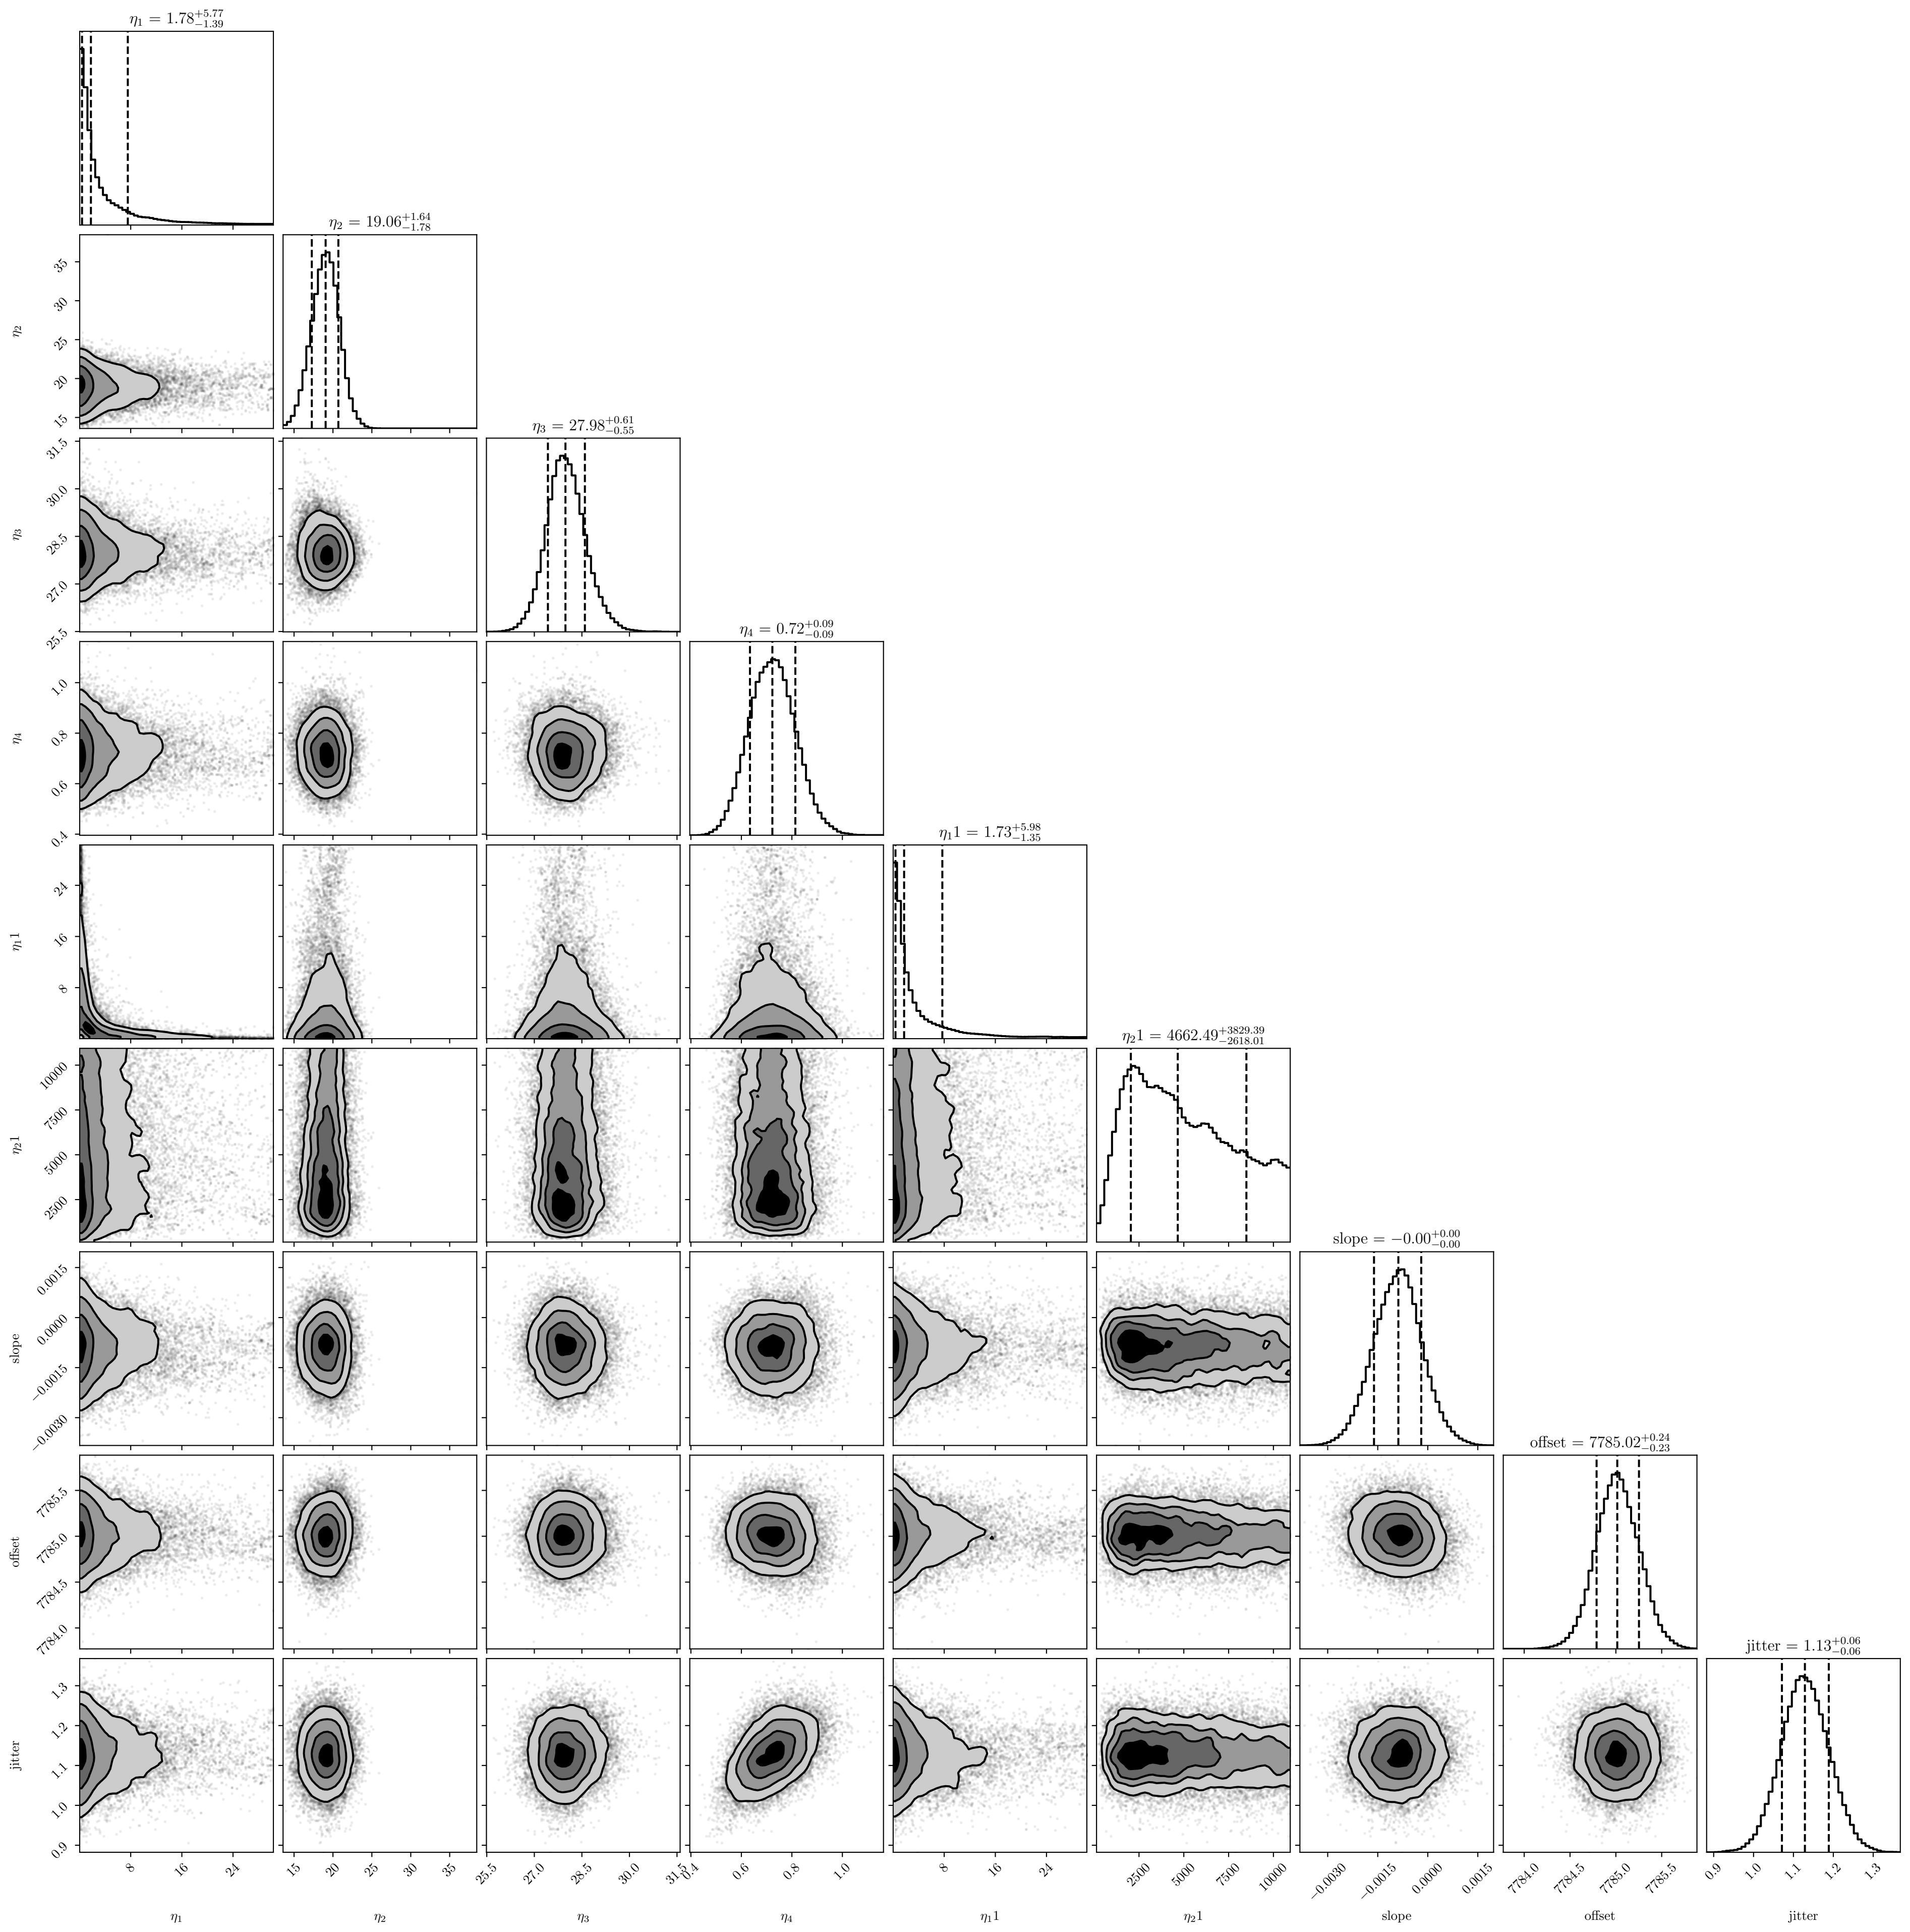 η₁ = 1.78 +5.77 −1.39
η₂ = 19.06 +1.64 −1.78
35
30
25
20
15
η₂
η₃ = 27.98 +0.61 −0.55
31.5
30.0
28.5
27.0
25.5
η₃
η₄ = 0.72 +0.09 −0.09
1.0
0.8
0.6
0.4
η₄
η₁1 = 1.73 +5.98 −1.35
24
16
8
η₁1
η₂1 = 4662.49 +3829.39 −2618.01
10000
7500
5000
2500
η₂1
slope = −0.00 +0.00 −0.00
0.0015
0.0000
−0.0015
−0.0030
slope
offset = 7785.02 +0.24 −0.23
7785.5
7785.0
7784.5
7784.0
offset
jitter = 1.13 +0.06 −0.06
1.3
1.2
1.1
1.0
0.9
jitter
8 16 24 15 20 25 30 35 25.5 27.0 28.5 30.0 31.5 0.4 0.6 0.8 1.0 8 16 24 2500 5000 7500 10000 −0.0030 −0.0015 0.0000 0.0015 7784.0 7784.5 7785.0 7785.5 0.9 1.0 1.1 1.2 1.3
η₁ η₂ η₃ η₄ η₁1 η₂1 slope offset jitter